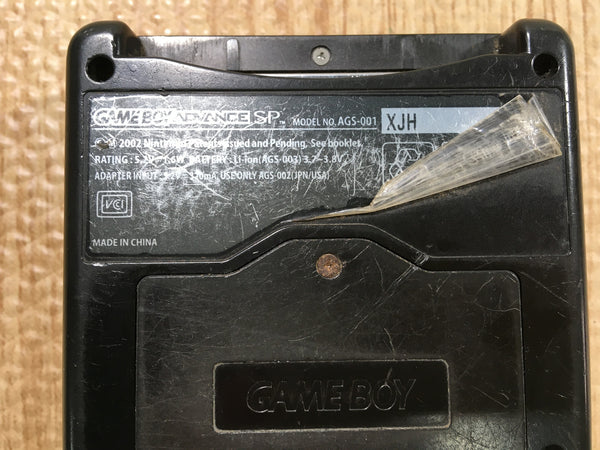 GAME BOY ADVANCE SP™ MODEL NO. AGS-001 XJH
© M 2002 Nintendo Patents Issued and Pending. See booklet.
RATING: 5.2V⎓1.6W BATTERY: Li-Ion(AGS-003) 3.7~3.8V
ADAPTER INPUT: 5.2V⎓320mA, USE ONLY AGS-002(JPN/USA)
VCCI
MADE IN CHINA
GAME BOY